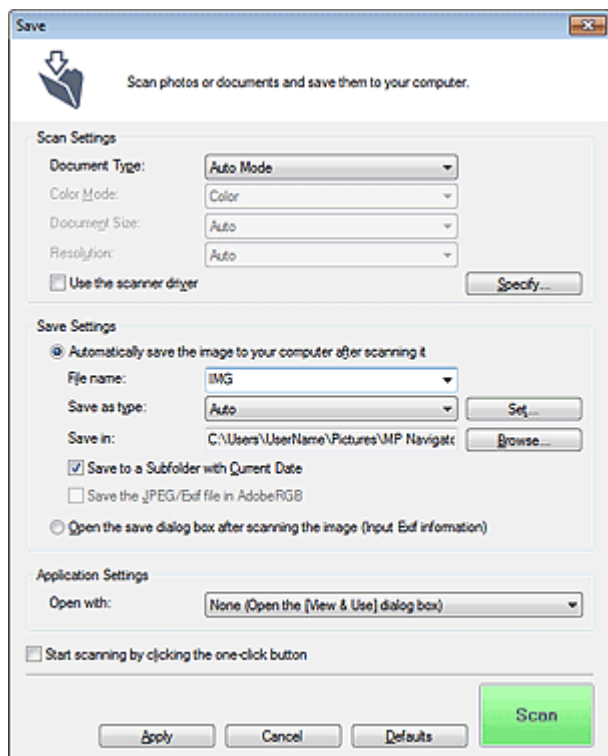 Save
Scan photos or documents and save them to your computer.
Scan Settings
Document Type: Auto Mode
Color Mode: Color
Document Size: Auto
Resolution: Auto
Use the scanner driver Specify...
Save Settings
Automatically save the image to your computer after scanning it
File name: IMG
Save as type: Auto Set...
Save in: C:\Users\UserName\Pictures\MP Navigato Browse...
Save to a Subfolder with Current Date
Save the JPEG/Exif file in AdobeRGB
Open the save dialog box after scanning the image (Input Exif information)
Application Settings
Open with: None (Open the [View & Use] dialog box)
Start scanning by clicking the one-click button
Scan
Apply Cancel Defaults